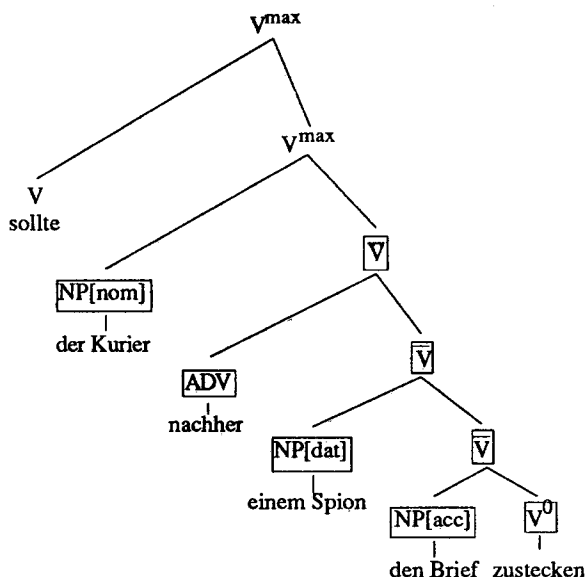 Vmax
Vmax
V
sollte
V̄
NP[nom]
der Kurier
V̄
ADV
nachher
V̄
NP[dat]
einem Spion
NP[acc] V⁰
den Brief zustecken